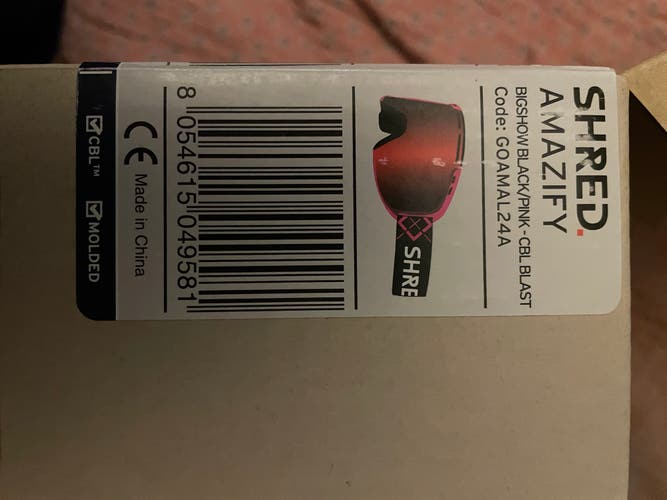 SHRED.
AMAZIFY
BIGSHOW BLACK/PINK - CBL BLAST
Code: GOAMAL24A
SHRE
8 054615 049581
CE Made in China
CBL™ MOLDED